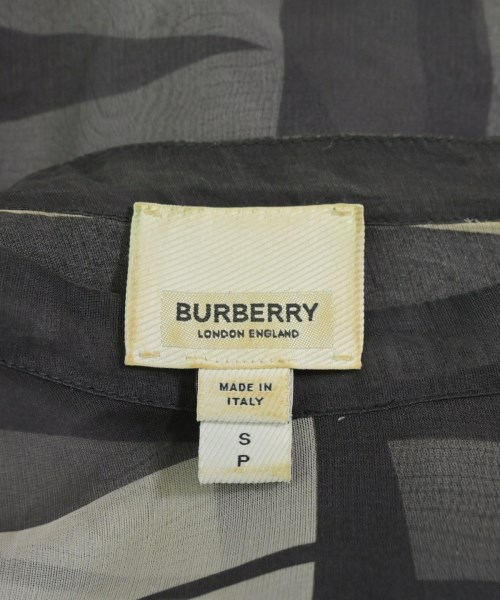 BURBERRY
LONDON ENGLAND
MADE IN
ITALY
S
P